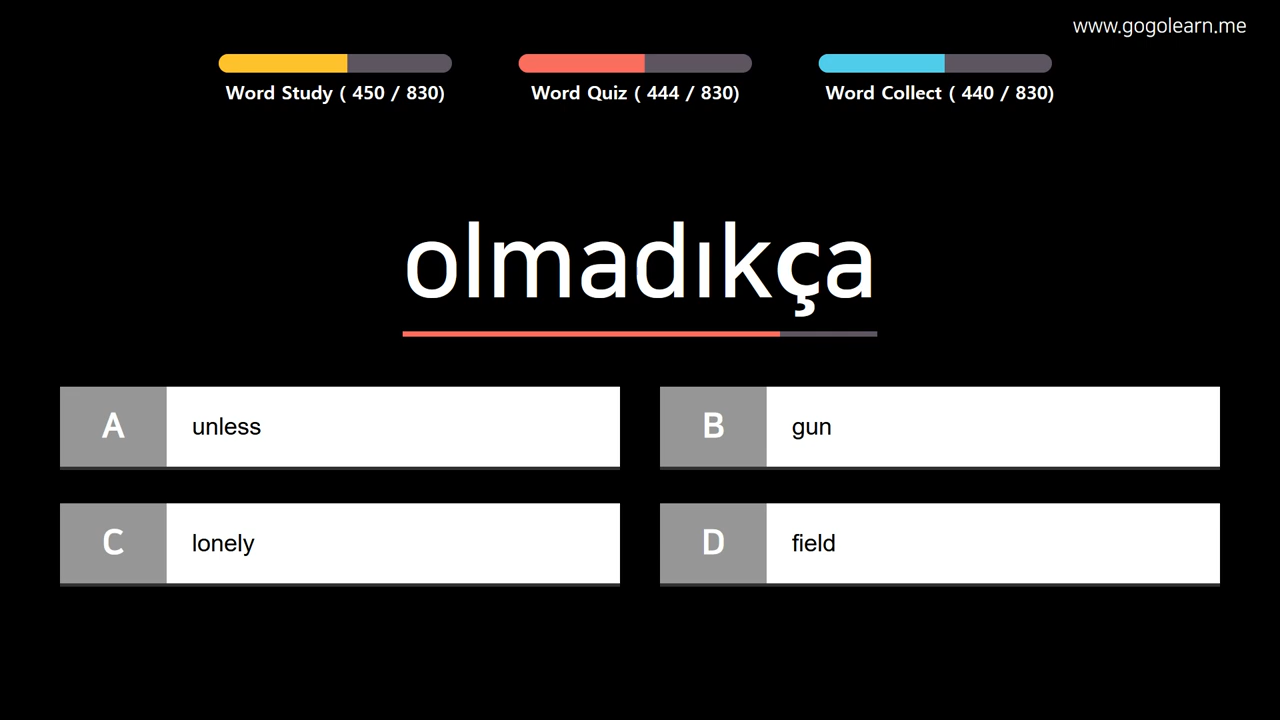 www.gogolearn.me
Word Study ( 450 / 830)
Word Quiz ( 444 / 830)
Word Collect ( 440 / 830)
olmadıkça
A unless
B gun
C lonely
D field